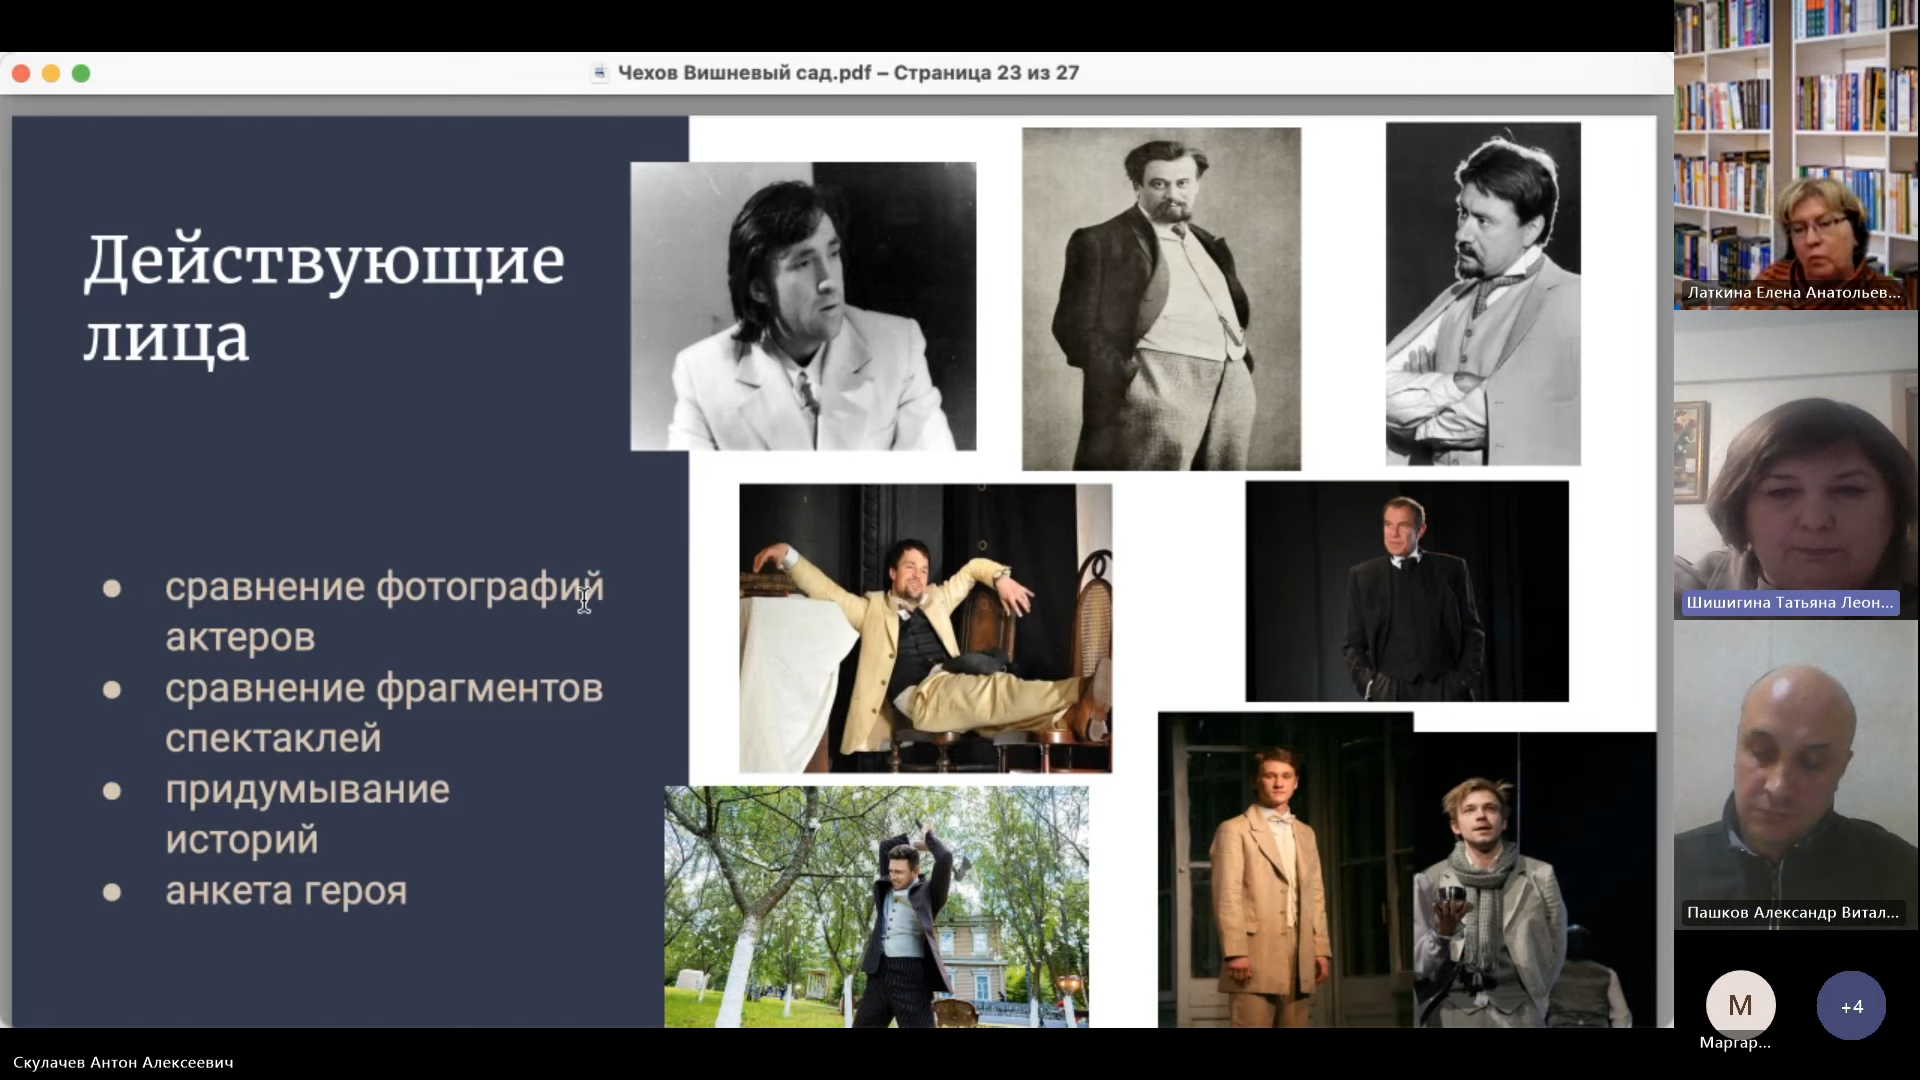 Чехов Вишневый сад.pdf – Страница 23 из 27
Действующие
лица
● сравнение фотографий
актеров
● сравнение фрагментов
спектаклей
● придумывание
историй
● анкета героя
Латкина Елена Анатольев...
Шишигина Татьяна Леон...
Пашков Александр Витал...
М
+4
Маргар...
Скулачев Антон Алексеевич